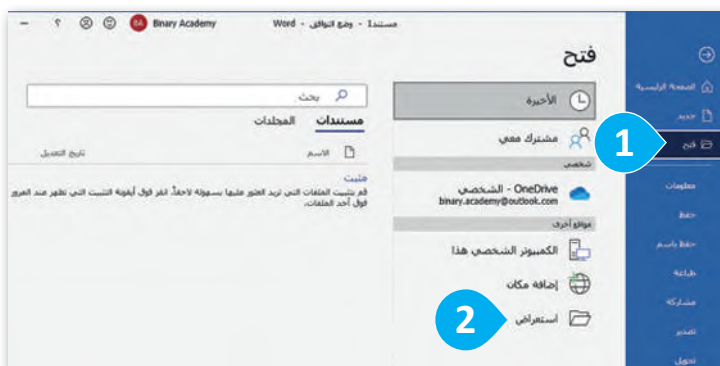 مستند1 - وضع التوافق - Word
Binary Academy
BA
؟
فتح
الصفحة الرئيسية
جديد
فتح
1
معلومات
حفظ
حفظ باسم
طباعة
مشاركة
تصدير
تحويل
الأخيرة
مشترك معي
شخصي
OneDrive - الشخصي
binary.academy@outlook.com
مواقع أخرى
الكمبيوتر الشخصي هذا
إضافة مكان
استعراض
2
بحث
مستندات المجلدات
الاسم تاريخ التعديل
مثبت
قم بتثبيت الملفات التي تريد العثور عليها بسهولة لاحقاً. انقر فوق أيقونة التثبيت التي تظهر عند المرور
فوق أحد الملفات.